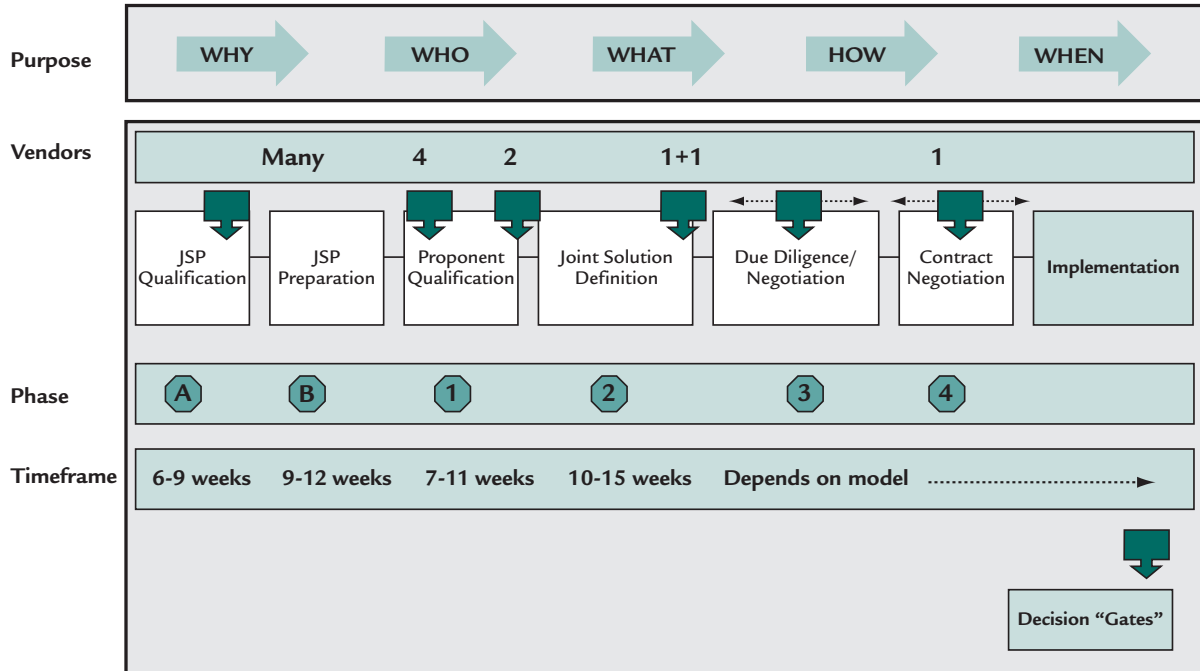 Purpose
WHY
WHO
WHAT
HOW
WHEN
Vendors
Many
4
2
1+1
1
JSP
Qualification
JSP
Preparation
Proponent
Qualification
Joint Solution
Definition
Due Diligence/
Negotiation
Contract
Negotiation
Implementation
Phase
A
B
1
2
3
4
Timeframe
6-9 weeks
9-12 weeks
7-11 weeks
10-15 weeks
Depends on model
Decision “Gates”